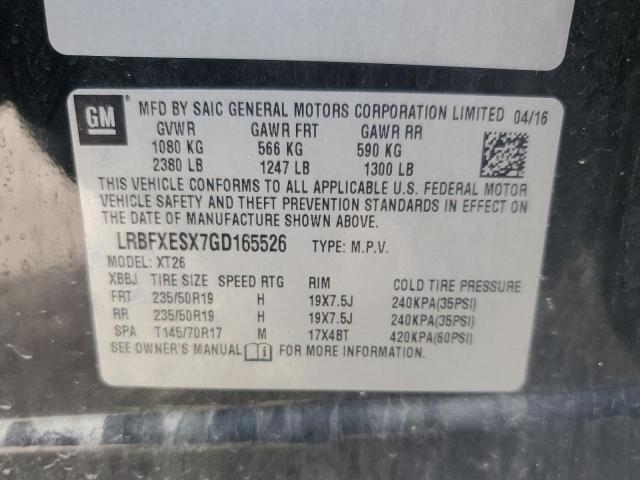 GM
MFD BY SAIC GENERAL MOTORS CORPORATION LIMITED 04/16
GVWR GAWR FRT GAWR RR
1080 KG 566 KG 590 KG
2380 LB 1247 LB 1300 LB
THIS VEHICLE CONFORMS TO ALL APPLICABLE U.S. FEDERAL MOTOR
VEHICLE SAFETY AND THEFT PREVENTION STANDARDS IN EFFECT ON
THE DATE OF MANUFACTURE SHOWN ABOVE.
LRBFXESX7GD165526 TYPE: M.P.V.
MODEL: XT26
XBBJ TIRE SIZE SPEED RTG RIM COLD TIRE PRESSURE
FRT 235/50R19 H 19X7.5J 240KPA(35PSI)
RR 235/50R19 H 19X7.5J 240KPA(35PSI)
SPA T145/70R17 M 17X4BT 420KPA(60PSI)
SEE OWNER'S MANUAL FOR MORE INFORMATION.